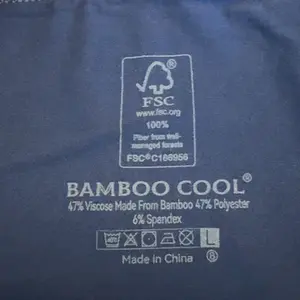 FSC
www.fsc.org
100%
Fiber from well-
managed forests
FSC® C186956
BAMBOO COOL®
47% Viscose Made From Bamboo 47% Polyester
6% Spandex
L
Made in China